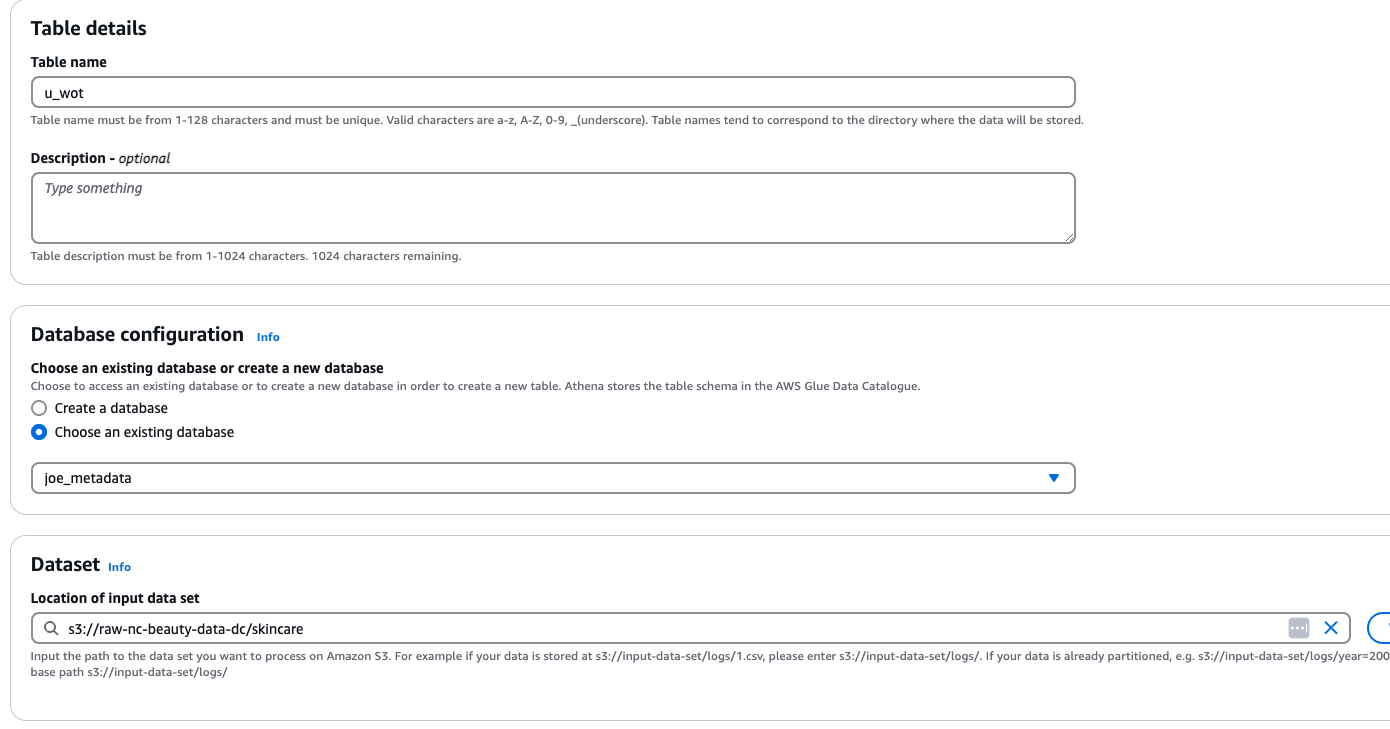 Table details
Table name
u_wot
Table name must be from 1-128 characters and must be unique. Valid characters are a-z, A-Z, 0-9, _(underscore). Table names tend to correspond to the directory where the data will be stored.
Description - optional
Type something
Table description must be from 1-1024 characters. 1024 characters remaining.
Database configuration Info
Choose an existing database or create a new database
Choose to access an existing database or to create a new database in order to create a new table. Athena stores the table schema in the AWS Glue Data Catalogue.
Create a database
Choose an existing database
joe_metadata
Dataset Info
Location of input data set
s3://raw-nc-beauty-data-dc/skincare
Input the path to the data set you want to process on Amazon S3. For example if your data is stored at s3://input-data-set/logs/1.csv, please enter s3://input-data-set/logs/. If your data is already partitioned, e.g. s3://input-data-set/logs/year=200
base path s3://input-data-set/logs/